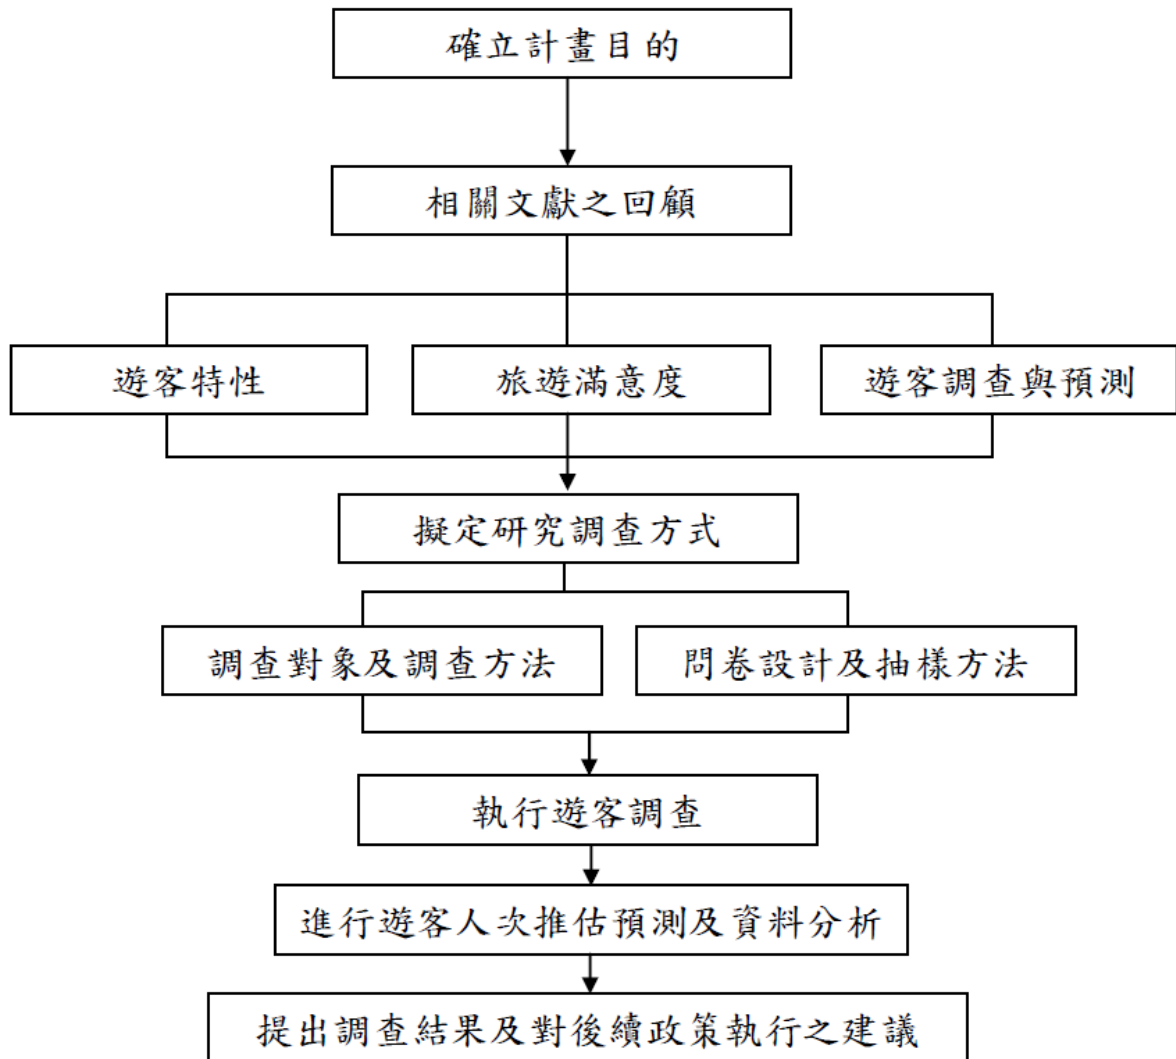 確立計畫目的
相關文獻之回顧
遊客特性
旅遊滿意度
遊客調查與預測
擬定研究調查方式
調查對象及調查方法
問卷設計及抽樣方法
執行遊客調查
進行遊客人次推估預測及資料分析
提出調查結果及對後續政策執行之建議